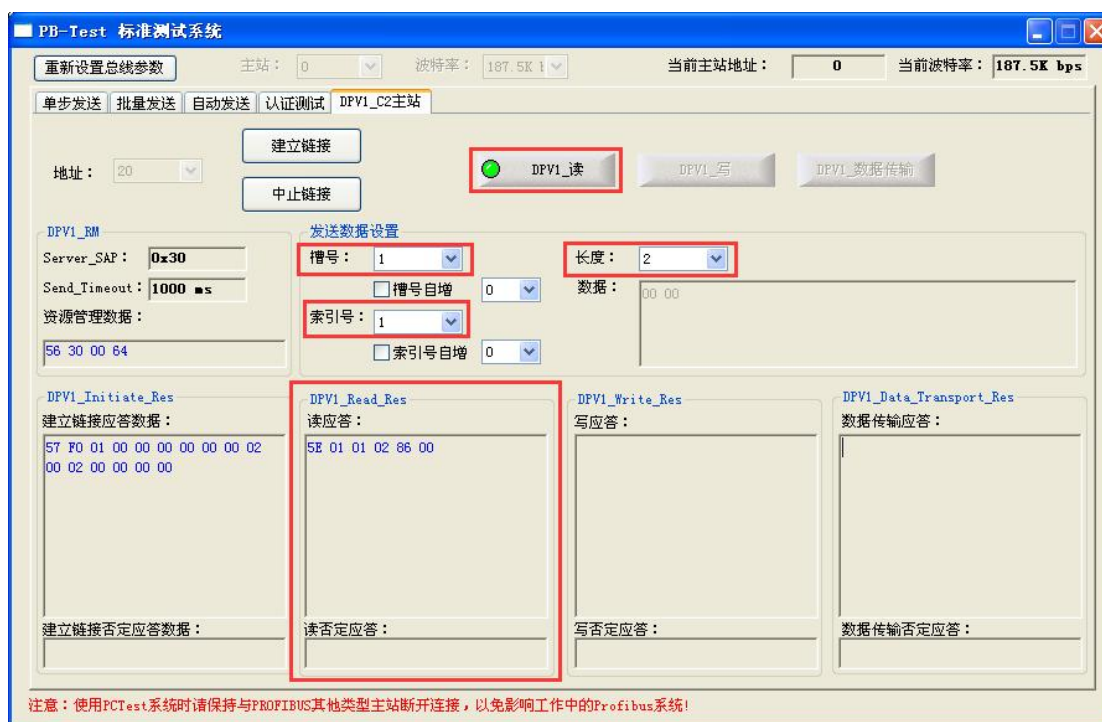 PB-Test 标准测试系统
重新设置总线参数 主站： 0 波特率： 187.5K 当前主站地址： 0 当前波特率： 187.5K bps
单步发送 批量发送 自动发送 认证测试 DPV1_C2主站
建立链接
地址： 20 DPV1_读 DPV1_写 DPV1_数据传输
中止链接
DPV1_RM 发送数据设置
Server_SAP： 0x30 槽号： 1 长度： 2
Send_Timeout： 1000 ms 槽号自增 0 数据： 00 00
资源管理数据： 索引号： 1
56 30 00 64 索引号自增 0
DPV1_Initiate_Res DPV1_Read_Res DPV1_Write_Res DPV1_Data_Transport_Res
建立链接应答数据： 读应答： 写应答： 数据传输应答：
57 F0 01 00 00 00 00 00 00 02 5E 01 01 02 86 00
00 02 00 00 00 00
建立链接否定应答数据： 读否定应答： 写否定应答： 数据传输否定应答：
注意：使用PCTest系统时请保持与PROFIBUS其他类型主站断开连接，以免影响工作中的Profibus系统!